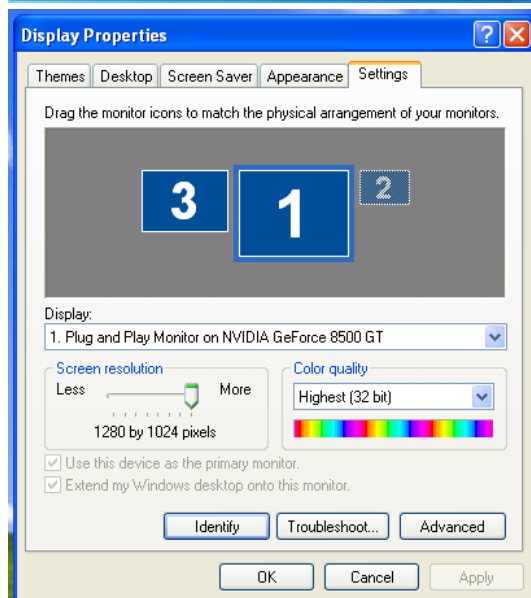 Display Properties
Themes Desktop Screen Saver Appearance Settings
Drag the monitor icons to match the physical arrangement of your monitors.
3 1 2
Display:
1. Plug and Play Monitor on NVIDIA GeForce 8500 GT
Screen resolution Color quality
Less More Highest (32 bit)
1280 by 1024 pixels
Use this device as the primary monitor.
Extend my Windows desktop onto this monitor.
Identify Troubleshoot... Advanced
OK Cancel Apply